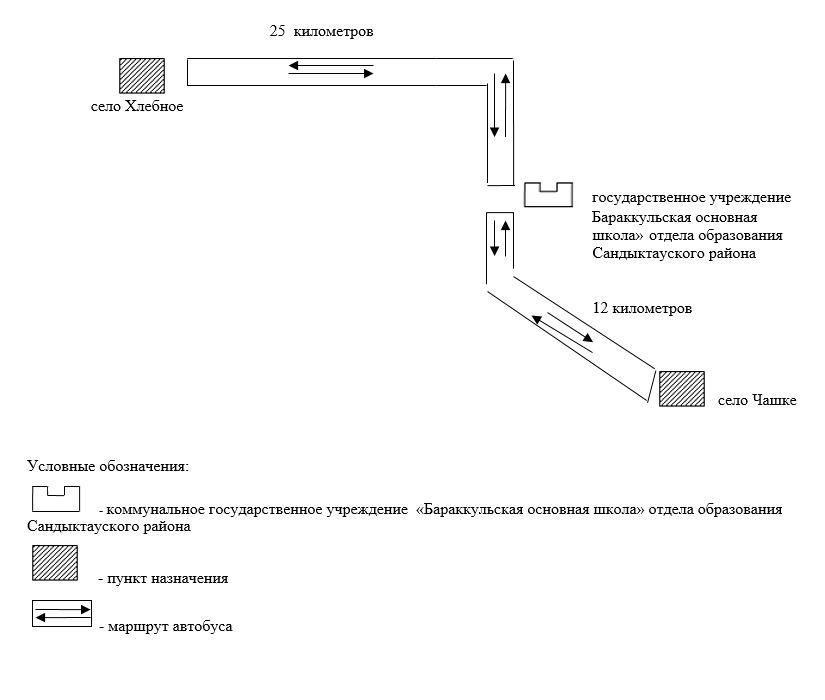 25 километров
село Хлебное
государственное учреждение
Бараккульская основная
школа» отдела образования
Сандыктауского района
12 километров
село Чашке
Условные обозначения:
- коммунальное государственное учреждение «Бараккульская основная школа» отдела образования
Сандыктауского района
- пункт назначения
- маршрут автобуса